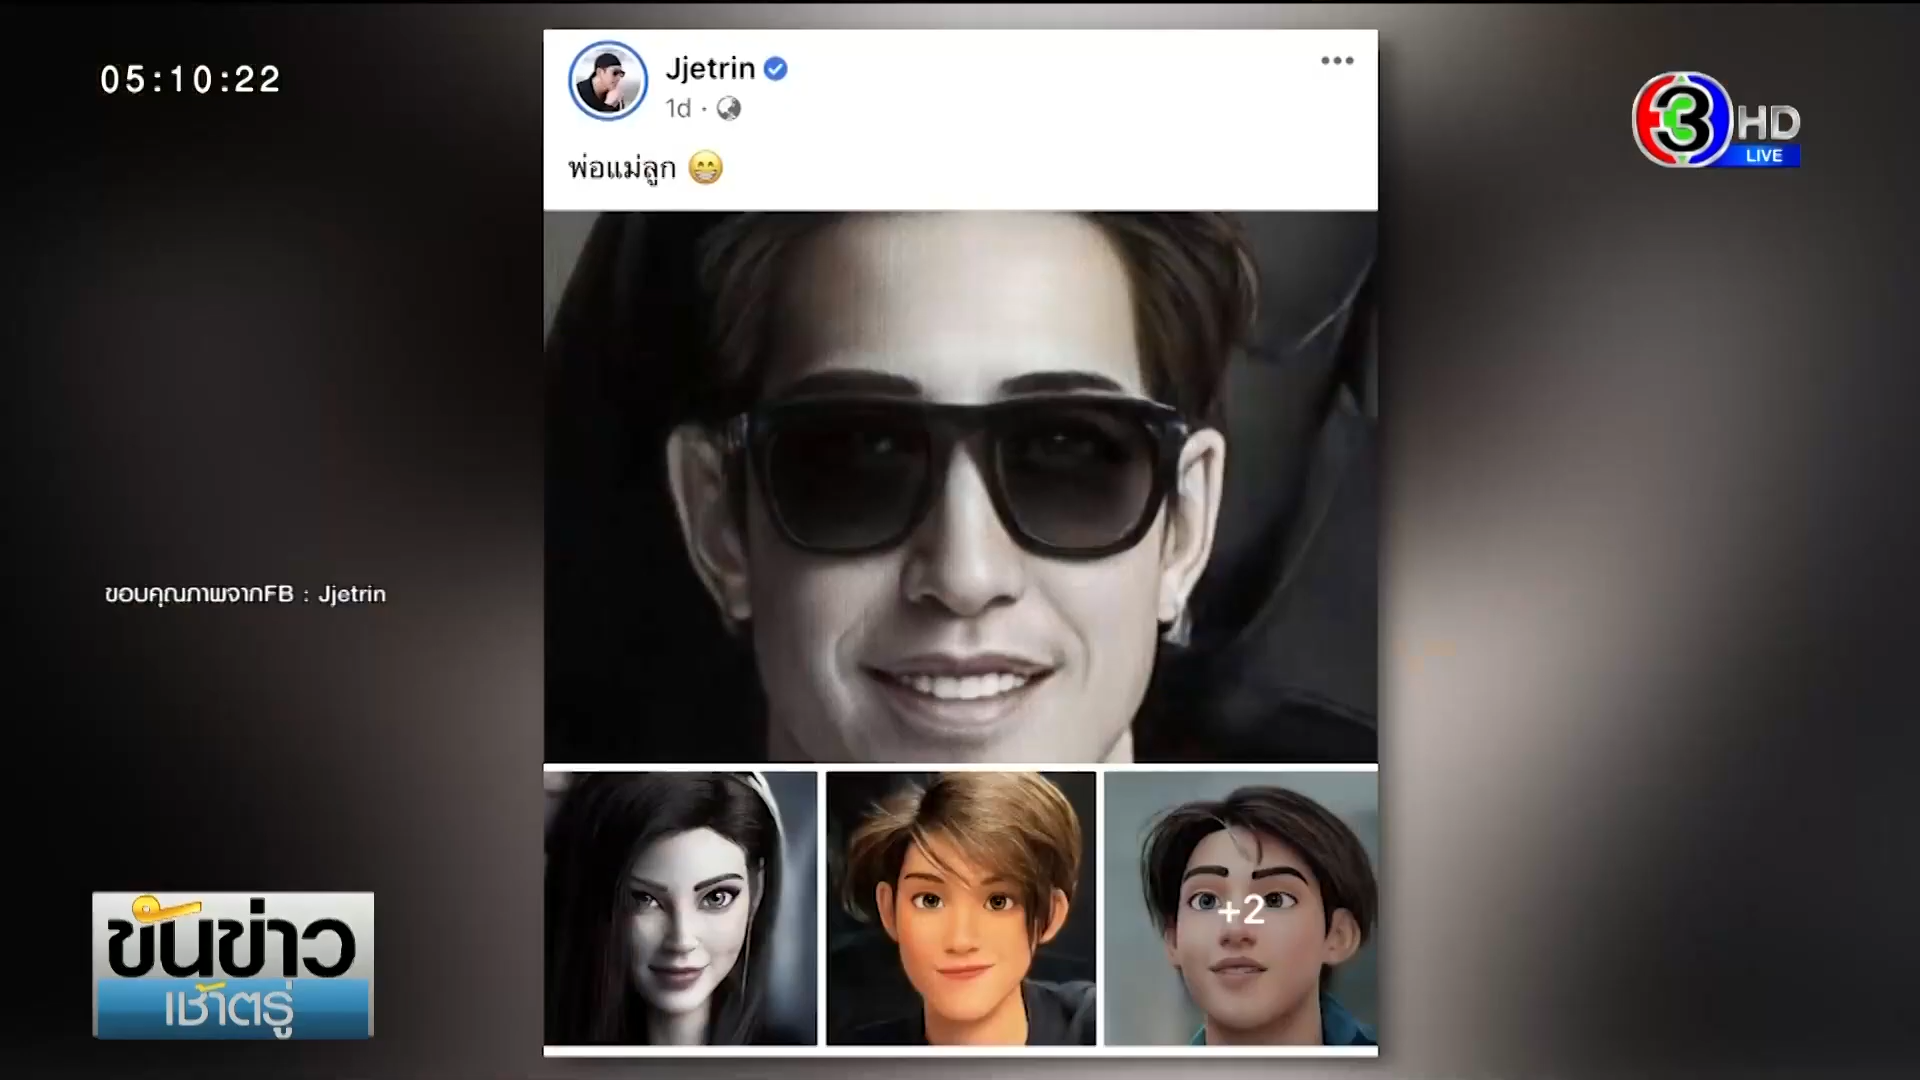 05:10:22
Jjetrin
1d ·
พ่อแม่ลูก
3 HD
LIVE
ขอบคุณภาพจากFB : Jjetrin
+2
ขันข่าว
เช้าตรู่